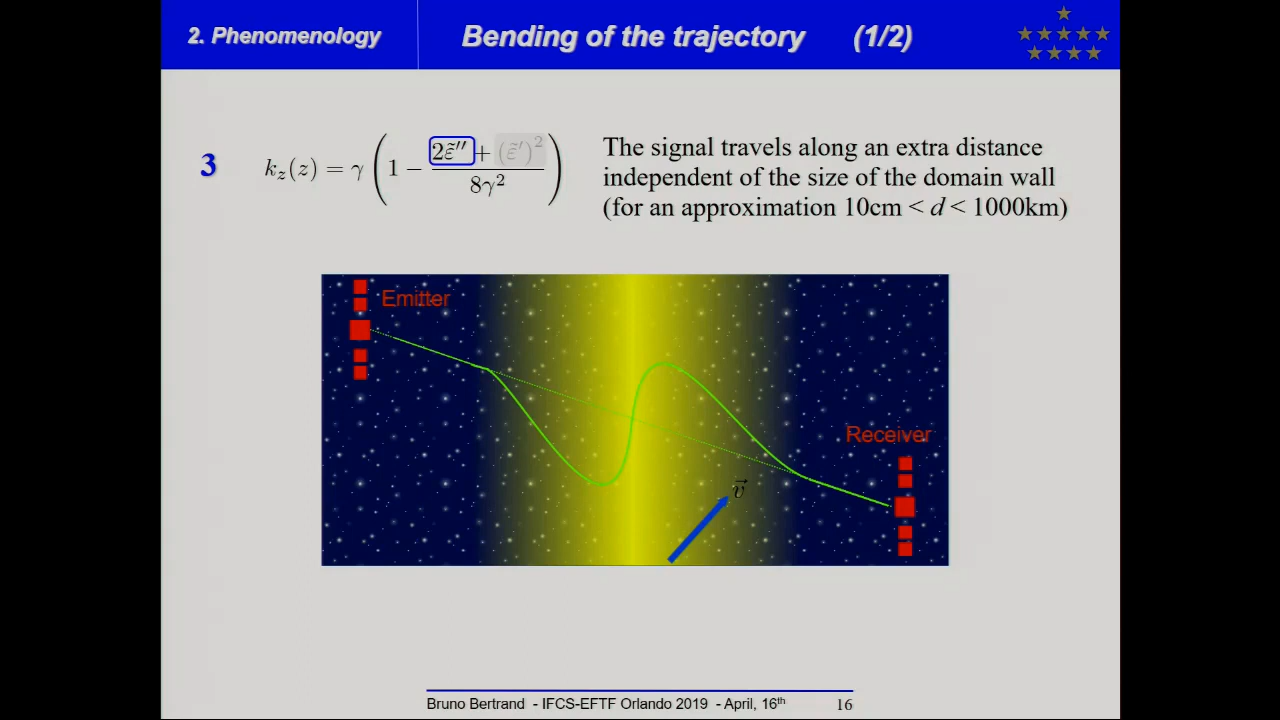 2. Phenomenology
Bending of the trajectory (1/2)
3
k_z(z) = γ ( 1 − (2ε̃″ + (ε̃′)²) / 8γ² )
The signal travels along an extra distance
independent of the size of the domain wall
(for an approximation 10cm < d < 1000km)
Emitter
Receiver
v⃗
Bruno Bertrand - IFCS-EFTF Orlando 2019 - April, 16th
16